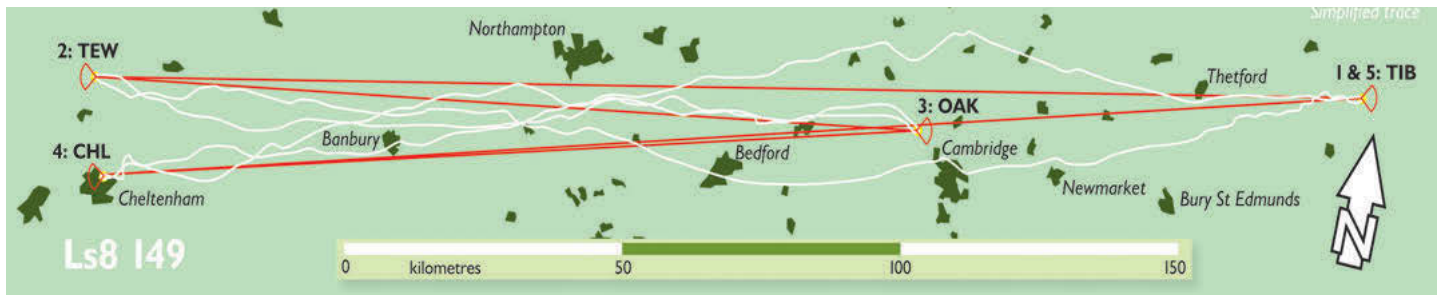 Simplified trace
Northampton
2: TEW
Thetford
1 & 5: TIB
3: OAK
Banbury
Bedford
Cambridge
4: CHL
Cheltenham
Newmarket
Bury St Edmunds
Ls8 149
N
0 kilometres 50 100 150